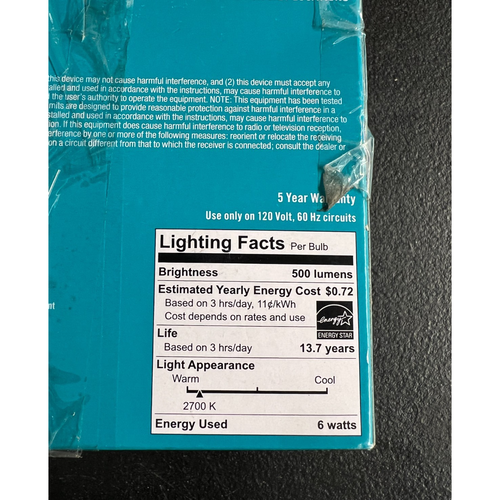 this device may not cause harmful interference, and (2) this device must accept any
and used in accordance with the instructions, may cause harmful interference to
the user's authority to operate the equipment. NOTE: This equipment has been tested
limits are designed to provide reasonable protection against harmful interference in a
stalled and used in accordance with the instructions, may cause harmful interference to
ion. If this equipment does cause harmful interference to radio or television reception,
erference by one or more of the following measures: reorient or relocate the receiving
on a circuit different from that to which the receiver is connected; consult the dealer or
5 Year
Use only on 120 Volt, 60 Hz circuits
Lighting Facts Per Bulb
Brightness 500 lumens
Estimated Yearly Energy Cost $0.72
Based on 3 hrs/day, 11¢/kWh
Cost depends on rates and use
energy
ENERGY STAR
Life
Based on 3 hrs/day 13.7 years
Light Appearance
Warm Cool
2700 K
Energy Used 6 watts